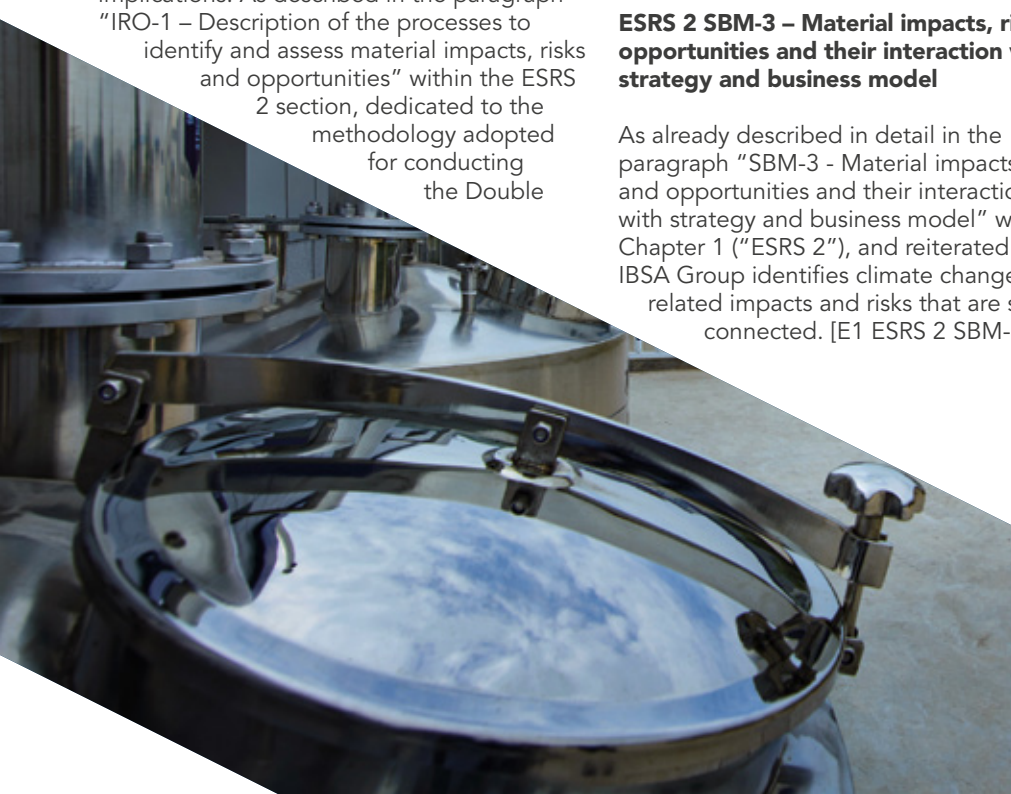 implications. As described in the paragraph
“IRO-1 – Description of the processes to
identify and assess material impacts, risks
and opportunities” within the ESRS
2 section, dedicated to the
methodology adopted
for conducting
the Double
ESRS 2 SBM-3 – Material impacts,
opportunities and their interaction
strategy and business model
As already described in detail in the
paragraph “SBM-3 - Material impacts
and opportunities and their
with strategy and business model”
Chapter 1 (“ESRS 2”), and reiterated
IBSA Group identifies climate change
related impacts and risks that are
connected. [E1 ESRS 2 SBM-